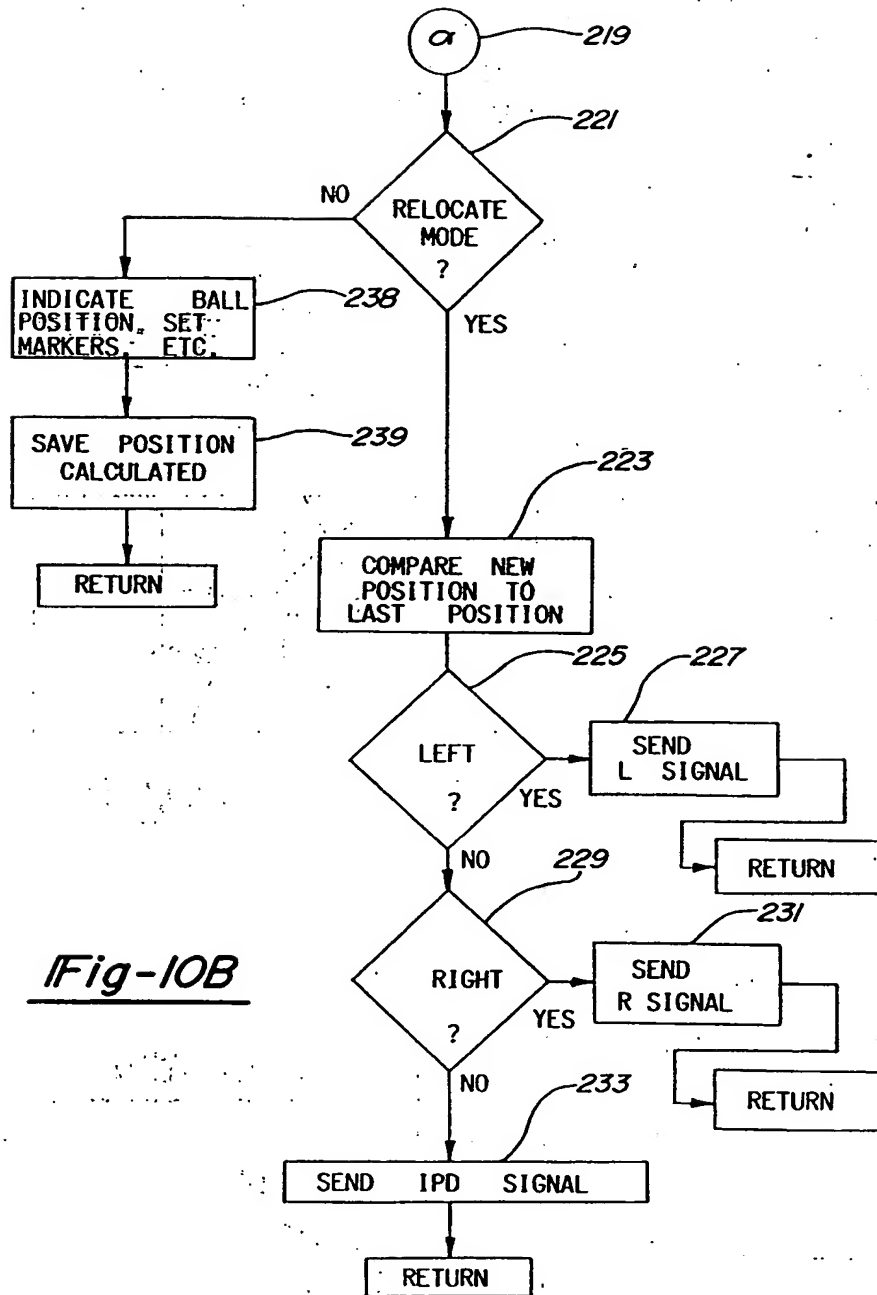 a 219
221
NO
RELOCATE
MODE
?
YES
INDICATE BALL
POSITION, SET
MARKERS, ETC.
238
SAVE POSITION
CALCULATED
239
RETURN
223
COMPARE NEW
POSITION TO
LAST POSITION
225
227
LEFT
?
YES
SEND
L SIGNAL
RETURN
NO
229
231
RIGHT
?
YES
SEND
R SIGNAL
RETURN
NO
233
SEND IPD SIGNAL
RETURN
Fig-10B